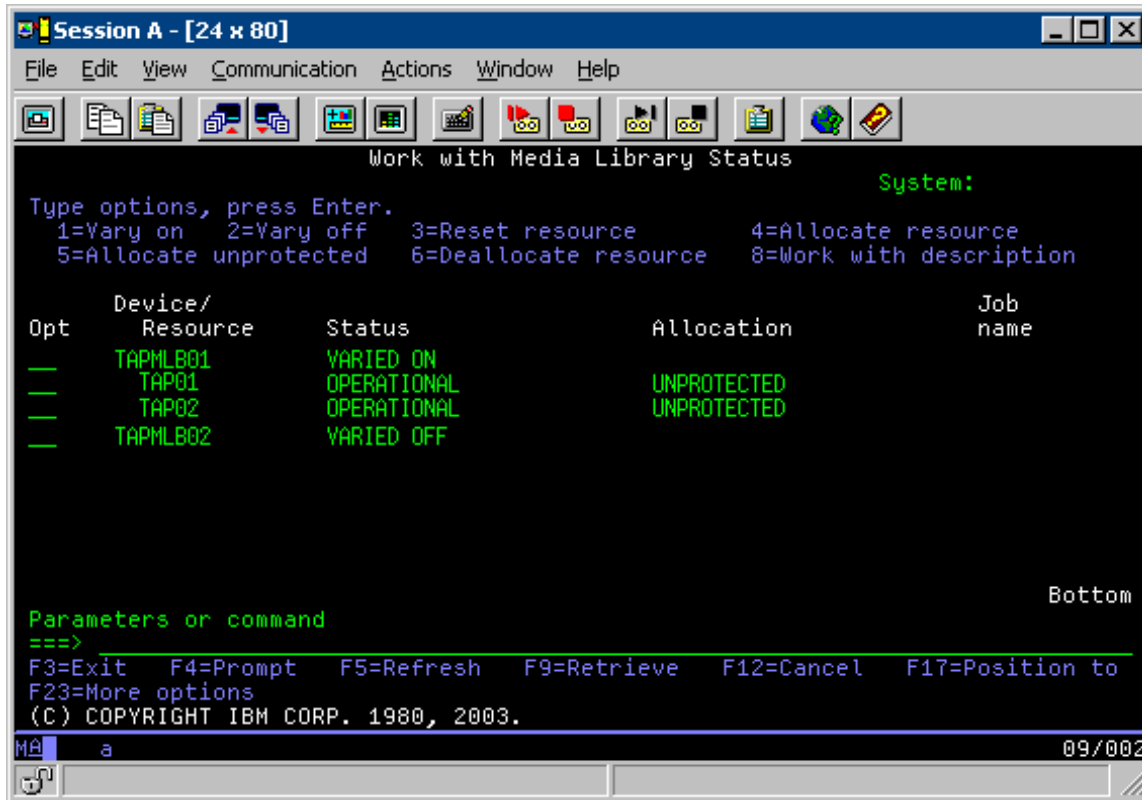 Session A - [24 x 80]
File Edit View Communication Actions Window Help
Work with Media Library Status
System:
Type options, press Enter.
1=Vary on 2=Vary off 3=Reset resource 4=Allocate resource
5=Allocate unprotected 6=Deallocate resource 8=Work with description
Device/ Job
Opt Resource Status Allocation name
__ TAPMLB01 VARIED ON
__ TAP01 OPERATIONAL UNPROTECTED
__ TAP02 OPERATIONAL UNPROTECTED
__ TAPMLB02 VARIED OFF
Bottom
Parameters or command
===>
F3=Exit F4=Prompt F5=Refresh F9=Retrieve F12=Cancel F17=Position to
F23=More options
(C) COPYRIGHT IBM CORP. 1980, 2003.
MA a 09/002